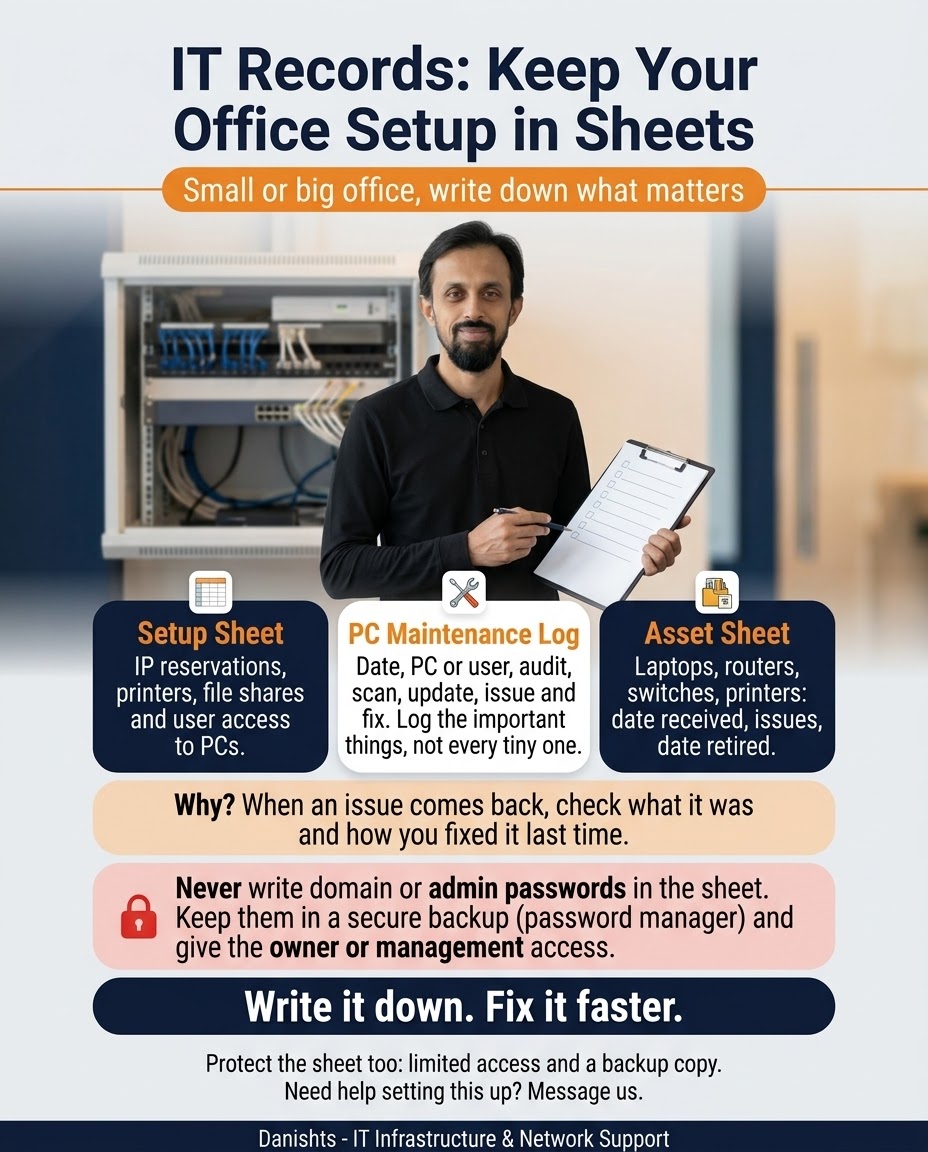 IT Records: Keep Your
Office Setup in Sheets
Small or big office, write down what matters
Setup Sheet
IP reservations,
printers, file shares
and user access
to PCs.
PC Maintenance Log
Date, PC or user, audit,
scan, update, issue and
fix. Log the important
things, not every tiny one.
Asset Sheet
Laptops, routers,
switches, printers:
date received, issues,
date retired.
Why? When an issue comes back, check what it was
and how you fixed it last time.
Never write domain or admin passwords in the sheet.
Keep them in a secure backup (password manager) and
give the owner or management access.
Write it down. Fix it faster.
Protect the sheet too: limited access and a backup copy.
Need help setting this up? Message us.
Danishts - IT Infrastructure & Network Support